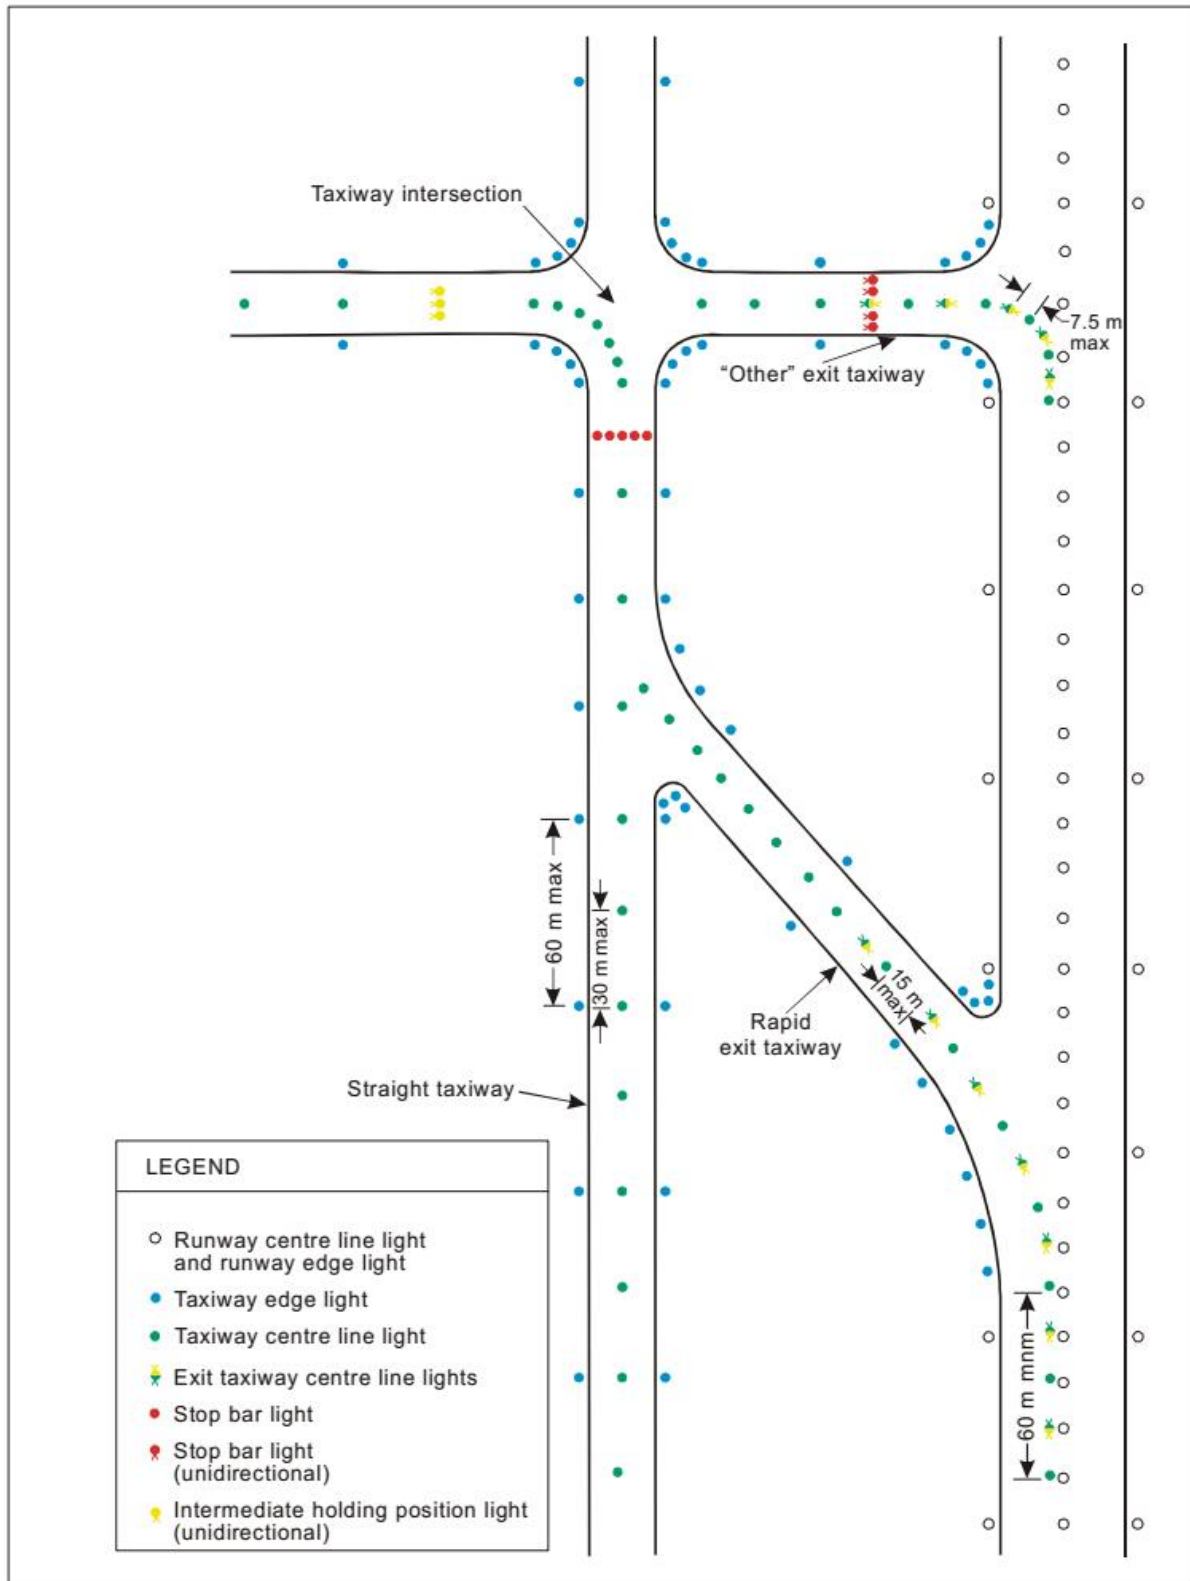 Taxiway intersection
7.5 m
max
“Other” exit taxiway
60 m max
30 m max
15 m
max
Rapid
exit taxiway
Straight taxiway
60 m mnm
LEGEND
Runway centre line light
and runway edge light
Taxiway edge light
Taxiway centre line light
Exit taxiway centre line lights
Stop bar light
Stop bar light
(unidirectional)
Intermediate holding position light
(unidirectional)